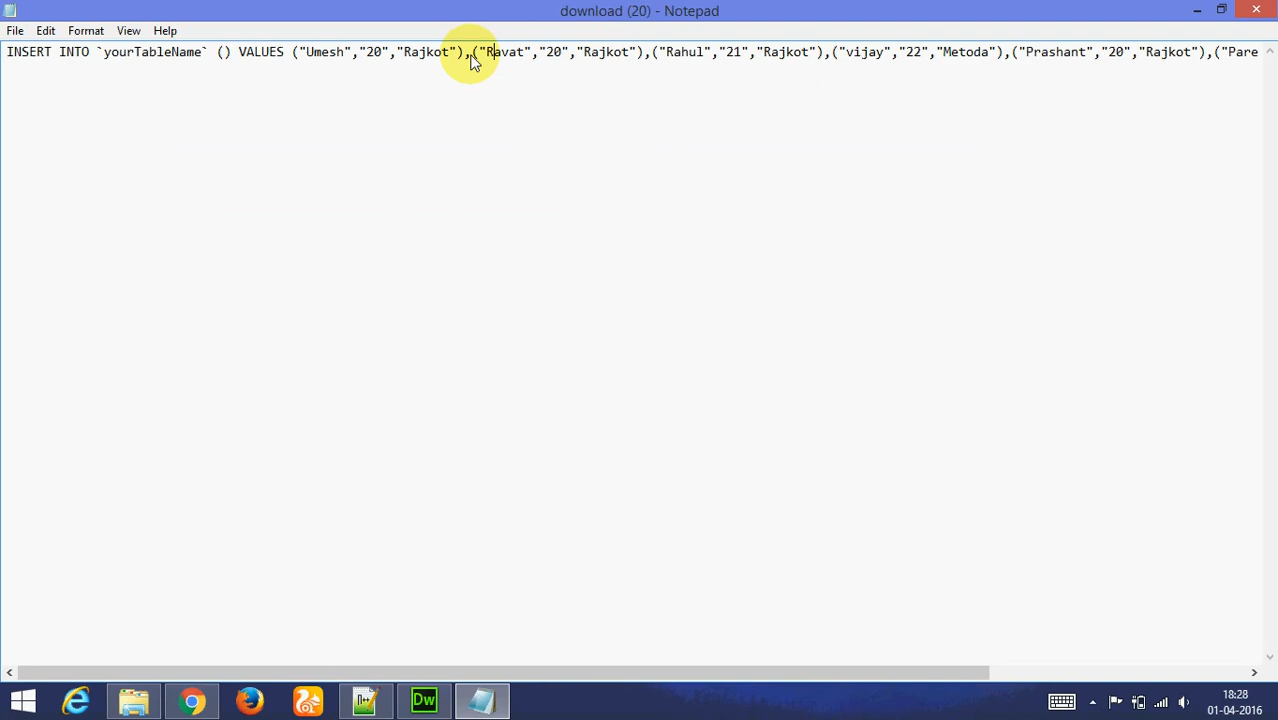 download (20) - Notepad
File Edit Format View Help
INSERT INTO `yourTableName` () VALUES ("Umesh","20","Rajkot"),("Ravat","20","Rajkot"),("Rahul","21","Rajkot"),("vijay","22","Metoda"),("Prashant","20","Rajkot"),("Pare
Dw
18:28
01-04-2016